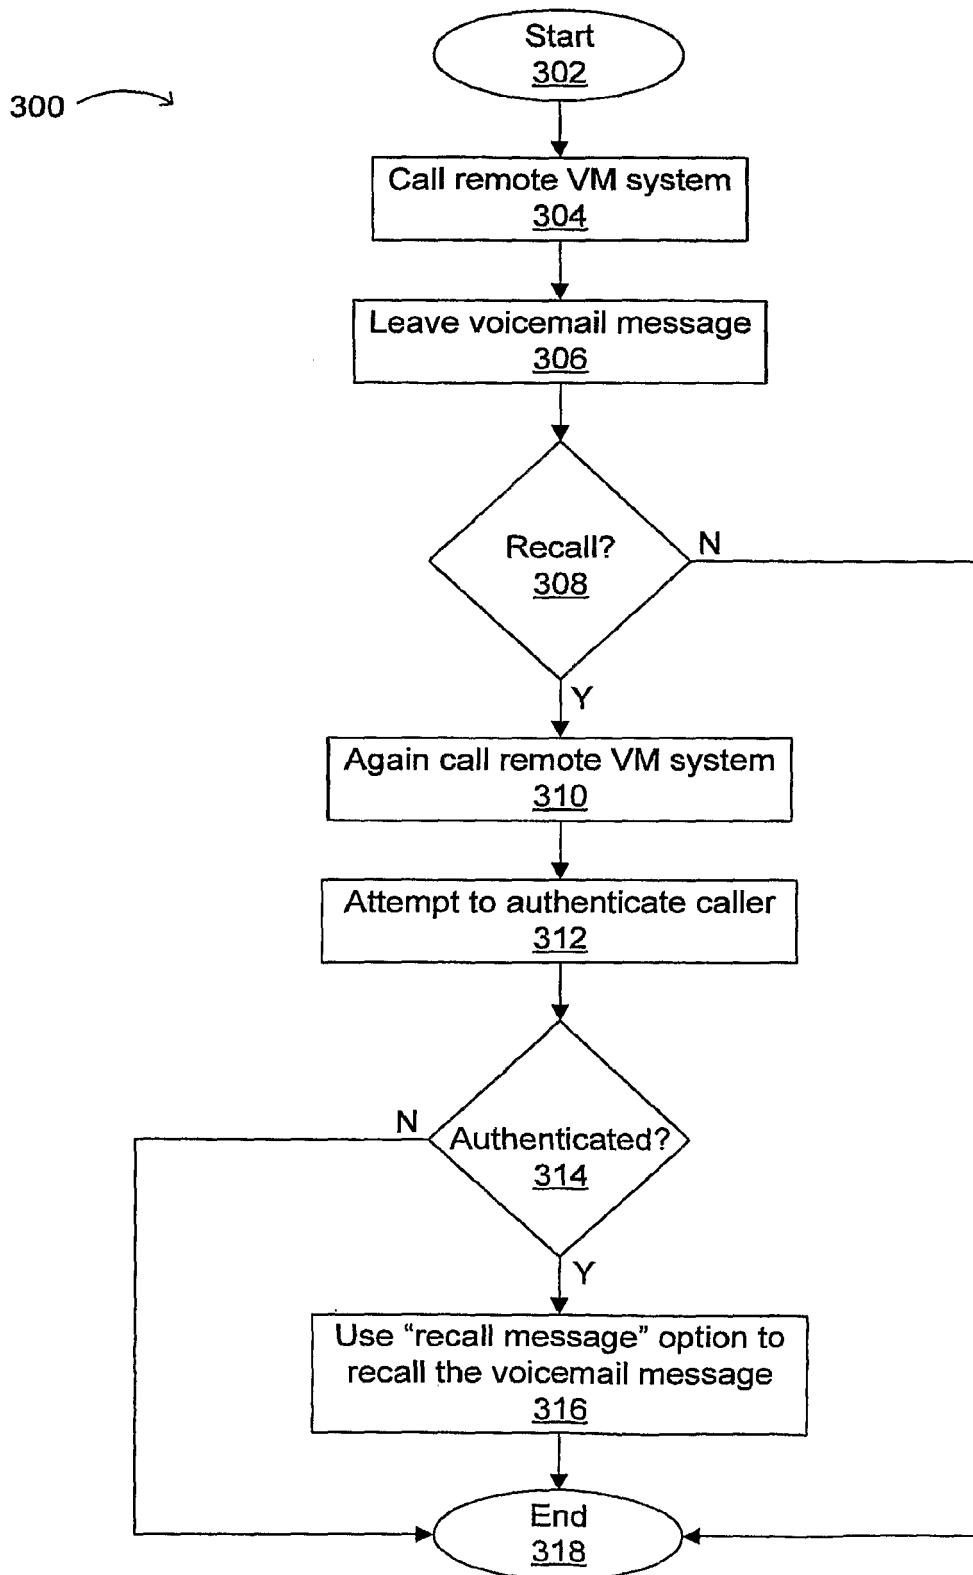 Start
302
300
Call remote VM system
304
Leave voicemail message
306
Recall?
308
N
Y
Again call remote VM system
310
Attempt to authenticate caller
312
N
Authenticated?
314
Y
Use “recall message” option to
recall the voicemail message
316
End
318